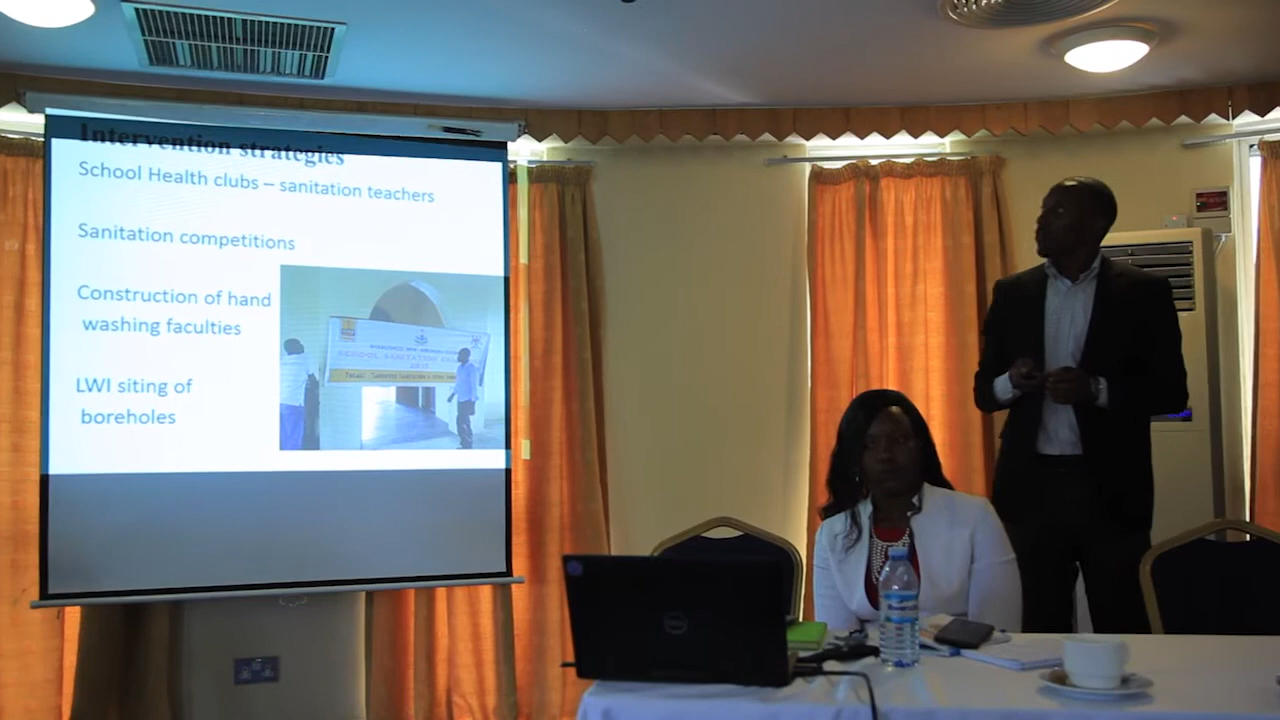 Intervention strategies
School Health clubs – sanitation teachers
Sanitation competitions
Construction of hand
washing faculties
LWI siting of
boreholes
SCHOOL SANITATION
DELL